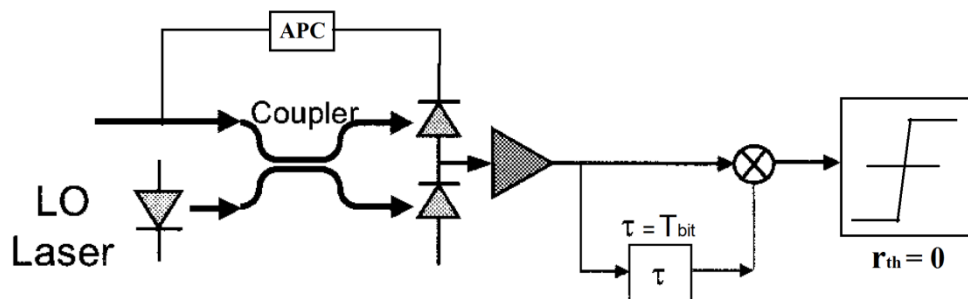 APC
Coupler
LO
Laser
τ = Tbit
τ
rth = 0